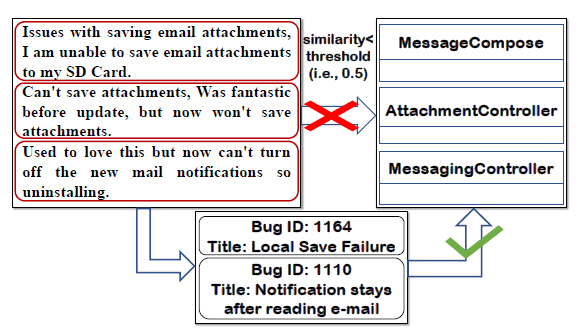 Issues with saving email attachments,
I am unable to save email attachments
to my SD Card.
Can't save attachments, Was fantastic
before update, but now won't save
attachments.
Used to love this but now can't turn
off the new mail notifications so
uninstalling.
similarity<
threshold
(i.e., 0.5)
MessageCompose
AttachmentController
MessagingController
Bug ID: 1164
Title: Local Save Failure
Bug ID: 1110
Title: Notification stays
after reading e-mail